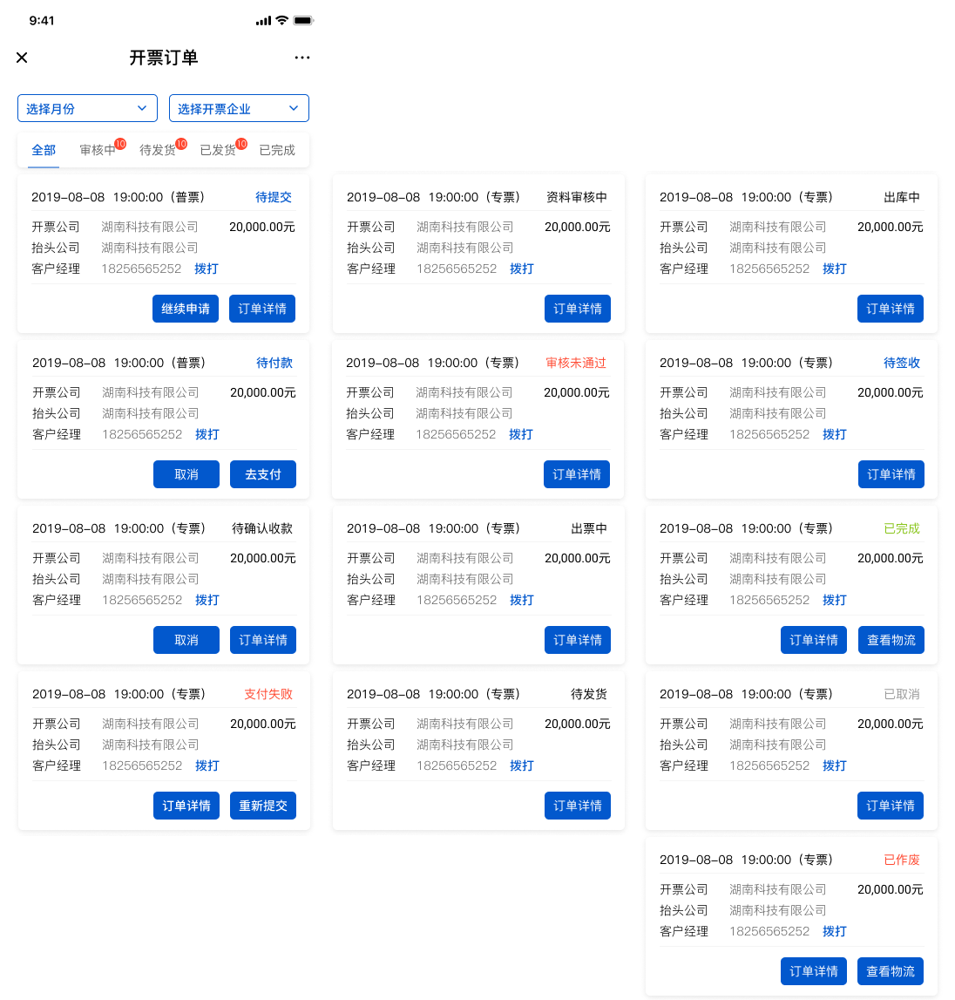 9:41
开票订单
选择月份
选择开票企业
全部 审核中 10 待发货 10 已发货 10 已完成
2019-08-08 19:00:00（普票） 待提交
开票公司 湖南科技有限公司 20,000.00元
抬头公司 湖南科技有限公司
客户经理 18256565252 拨打
继续申请 订单详情
2019-08-08 19:00:00（普票） 待付款
开票公司 湖南科技有限公司 20,000.00元
抬头公司 湖南科技有限公司
客户经理 18256565252 拨打
取消 去支付
2019-08-08 19:00:00（专票） 待确认收款
开票公司 湖南科技有限公司 20,000.00元
抬头公司 湖南科技有限公司
客户经理 18256565252 拨打
取消 订单详情
2019-08-08 19:00:00（专票） 支付失败
开票公司 湖南科技有限公司 20,000.00元
抬头公司 湖南科技有限公司
客户经理 18256565252 拨打
订单详情 重新提交
2019-08-08 19:00:00（专票） 资料审核中
开票公司 湖南科技有限公司 20,000.00元
抬头公司 湖南科技有限公司
客户经理 18256565252 拨打
订单详情
2019-08-08 19:00:00（专票） 审核未通过
开票公司 湖南科技有限公司 20,000.00元
抬头公司 湖南科技有限公司
客户经理 18256565252 拨打
订单详情
2019-08-08 19:00:00（专票） 出票中
开票公司 湖南科技有限公司 20,000.00元
抬头公司 湖南科技有限公司
客户经理 18256565252 拨打
订单详情
2019-08-08 19:00:00（专票） 待发货
开票公司 湖南科技有限公司 20,000.00元
抬头公司 湖南科技有限公司
客户经理 18256565252 拨打
订单详情
2019-08-08 19:00:00（专票） 出库中
开票公司 湖南科技有限公司 20,000.00元
抬头公司 湖南科技有限公司
客户经理 18256565252 拨打
订单详情
2019-08-08 19:00:00（专票） 待签收
开票公司 湖南科技有限公司 20,000.00元
抬头公司 湖南科技有限公司
客户经理 18256565252 拨打
订单详情
2019-08-08 19:00:00（专票） 已完成
开票公司 湖南科技有限公司 20,000.00元
抬头公司 湖南科技有限公司
客户经理 18256565252 拨打
订单详情 查看物流
2019-08-08 19:00:00（专票） 已取消
开票公司 湖南科技有限公司 20,000.00元
抬头公司 湖南科技有限公司
客户经理 18256565252 拨打
订单详情
2019-08-08 19:00:00（专票） 已作废
开票公司 湖南科技有限公司 20,000.00元
抬头公司 湖南科技有限公司
客户经理 18256565252 拨打
订单详情 查看物流